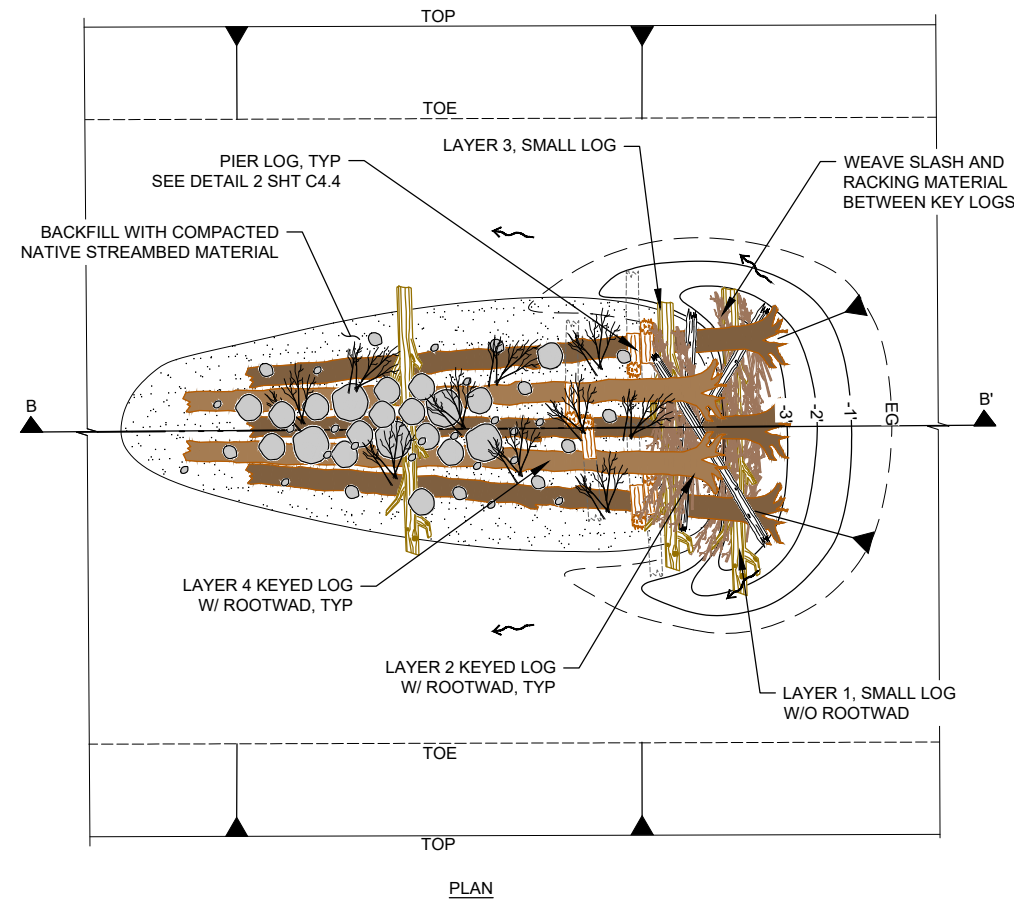 TOP
TOE
LAYER 3, SMALL LOG
PIER LOG, TYP
SEE DETAIL 2 SHT C4.4
WEAVE SLASH AND
RACKING MATERIAL
BETWEEN KEY LOGS
BACKFILL WITH COMPACTED
NATIVE STREAMBED MATERIAL
B
B'
-3'
-2'
-1'
EG
LAYER 4 KEYED LOG
W/ ROOTWAD, TYP
LAYER 2 KEYED LOG
W/ ROOTWAD, TYP
LAYER 1, SMALL LOG
W/O ROOTWAD
TOE
TOP
PLAN